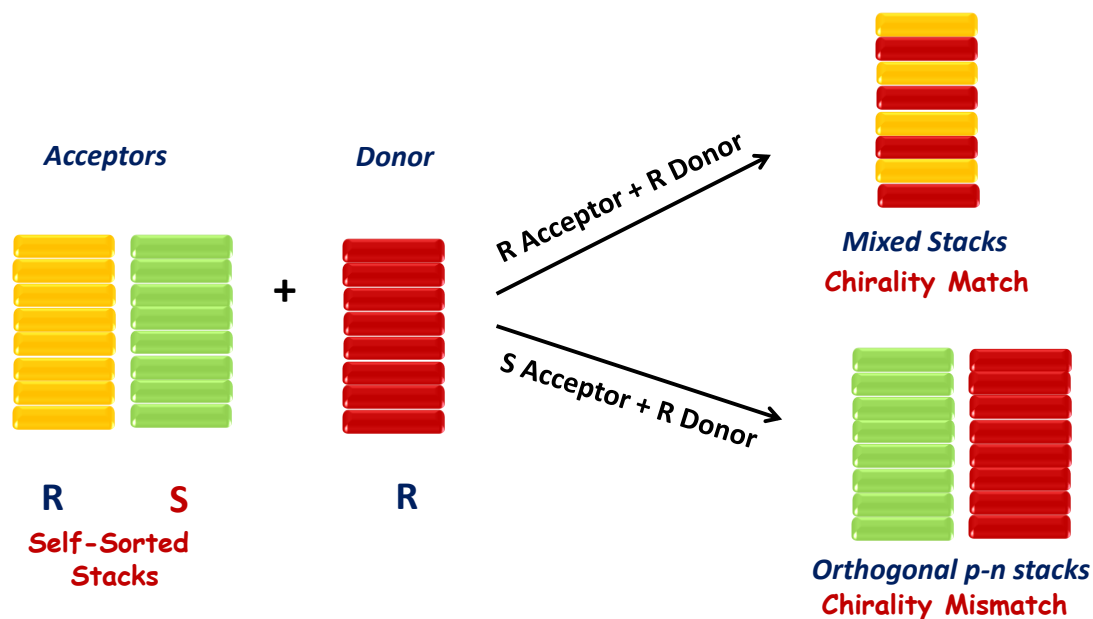 Acceptors
Donor
+
R
S
R
Self-Sorted
Stacks
R Acceptor + R Donor
S Acceptor + R Donor
Mixed Stacks
Chirality Match
Orthogonal p-n stacks
Chirality Mismatch